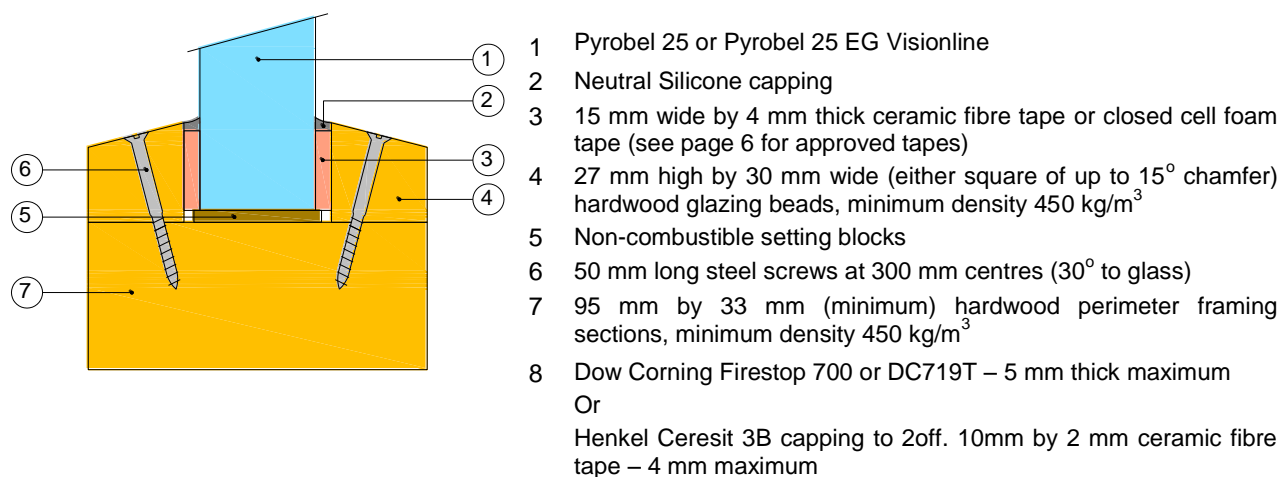 1
2
3
4
5
6
7
1 Pyrobel 25 or Pyrobel 25 EG Visionline
2 Neutral Silicone capping
3 15 mm wide by 4 mm thick ceramic fibre tape or closed cell foam
tape (see page 6 for approved tapes)
4 27 mm high by 30 mm wide (either square of up to 15° chamfer)
hardwood glazing beads, minimum density 450 kg/m³
5 Non-combustible setting blocks
6 50 mm long steel screws at 300 mm centres (30° to glass)
7 95 mm by 33 mm (minimum) hardwood perimeter framing
sections, minimum density 450 kg/m³
8 Dow Corning Firestop 700 or DC719T – 5 mm thick maximum
Or
Henkel Ceresit 3B capping to 2off. 10mm by 2 mm ceramic fibre
tape – 4 mm maximum